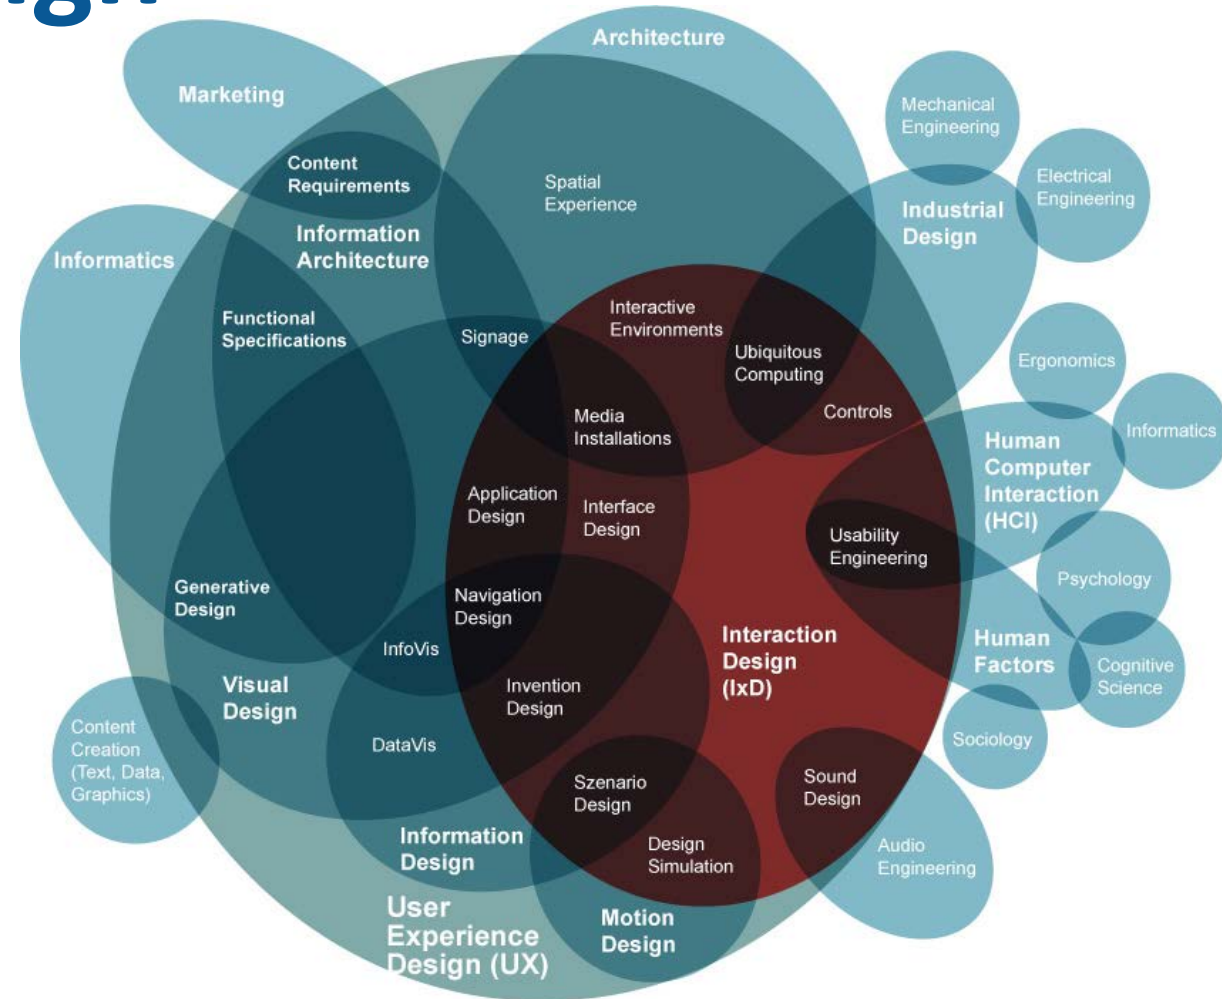 Architecture
Marketing
Mechanical
Engineering
Content
Requirements
Electrical
Engineering
Spatial
Experience
Industrial
Design
Information
Architecture
Informatics
Interactive
Environments
Functional
Specifications
Signage
Ubiquitous
Computing
Ergonomics
Controls
Media
Installations
Informatics
Human
Computer
Interaction
(HCI)
Application
Design
Interface
Design
Usability
Engineering
Psychology
Generative
Design
Navigation
Design
InfoVis
Interaction
Design
(IxD)
Human
Factors
Cognitive
Science
Visual
Design
Invention
Design
Content
Creation
(Text, Data,
Graphics)
DataVis
Sociology
Szenario
Design
Sound
Design
Information
Design
Design
Simulation
Audio
Engineering
User
Experience
Design (UX)
Motion
Design